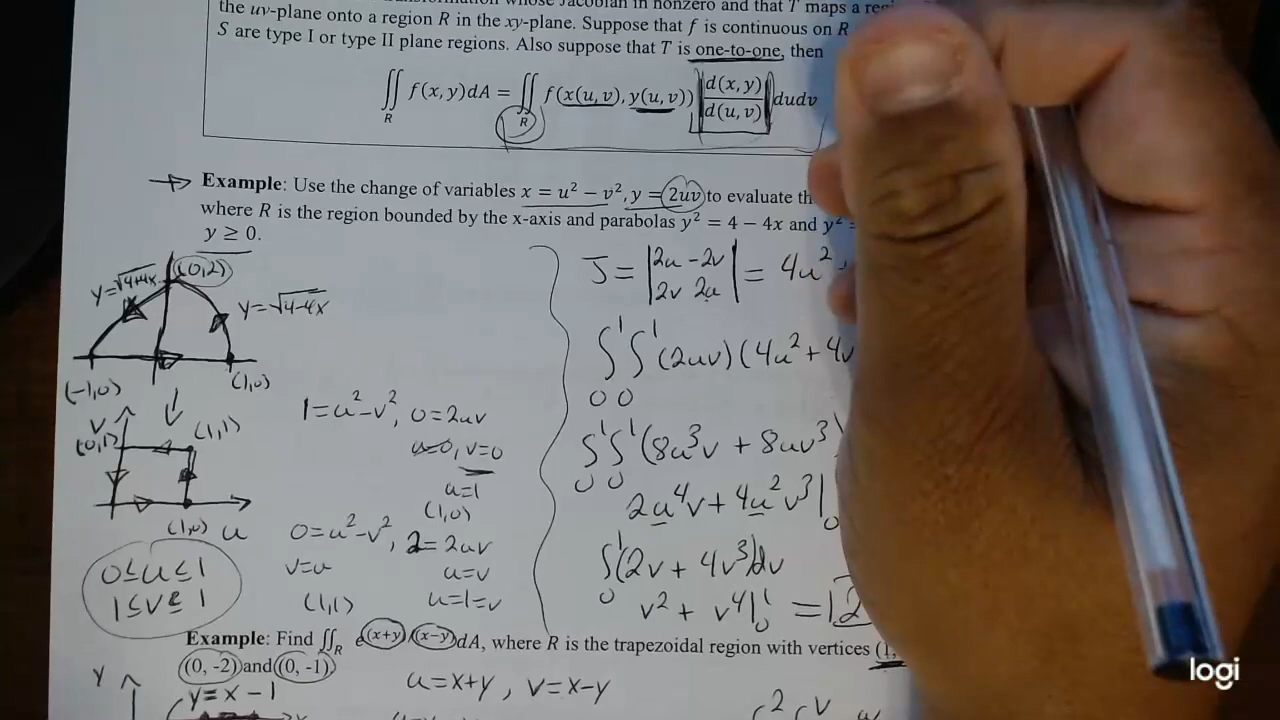 the uv-plane onto a region R in the xy-plane. Suppose that f is continuous on R
S are type I or type II plane regions. Also suppose that T is one-to-one, then
∬_R f(x, y)dA = ∬_R f(x(u, v), y(u, v)) |d(x, y)/d(u, v)| dudv
Example: Use the change of variables x = u² − v², y = 2uv to evaluate th
where R is the region bounded by the x-axis and parabolas y² = 4 − 4x and y² =
y ≥ 0.
y=√4+4x
(0,2)
y=√4-4x
(-1,0)
(1,0)
V
(0,1)
(1,1)
(1,0) u
0≤u≤1
1≤v≤1
1=u²-v², 0=2uv
u=0, v=0
u=1
(1,0)
0=u²-v², 2=2uv
v=u
u=v
(1,1)
u=1=v
J = |2u -2v
2v 2u| = 4u²
∫₀¹∫₀¹(2uv)(4u²+4v
∫₀¹∫₀¹(8u³v + 8uv³)
2u⁴v + 4u²v³|₀
∫₀¹(2v + 4v³)dv
v² + v⁴|₀¹ = 2
Example: Find ∬_R e^(x+y)/(x−y) dA, where R is the trapezoidal region with vertices (1,
(0, -2) and (0, -1).
y
y=x-1
u=x+y, v=x-y
logi